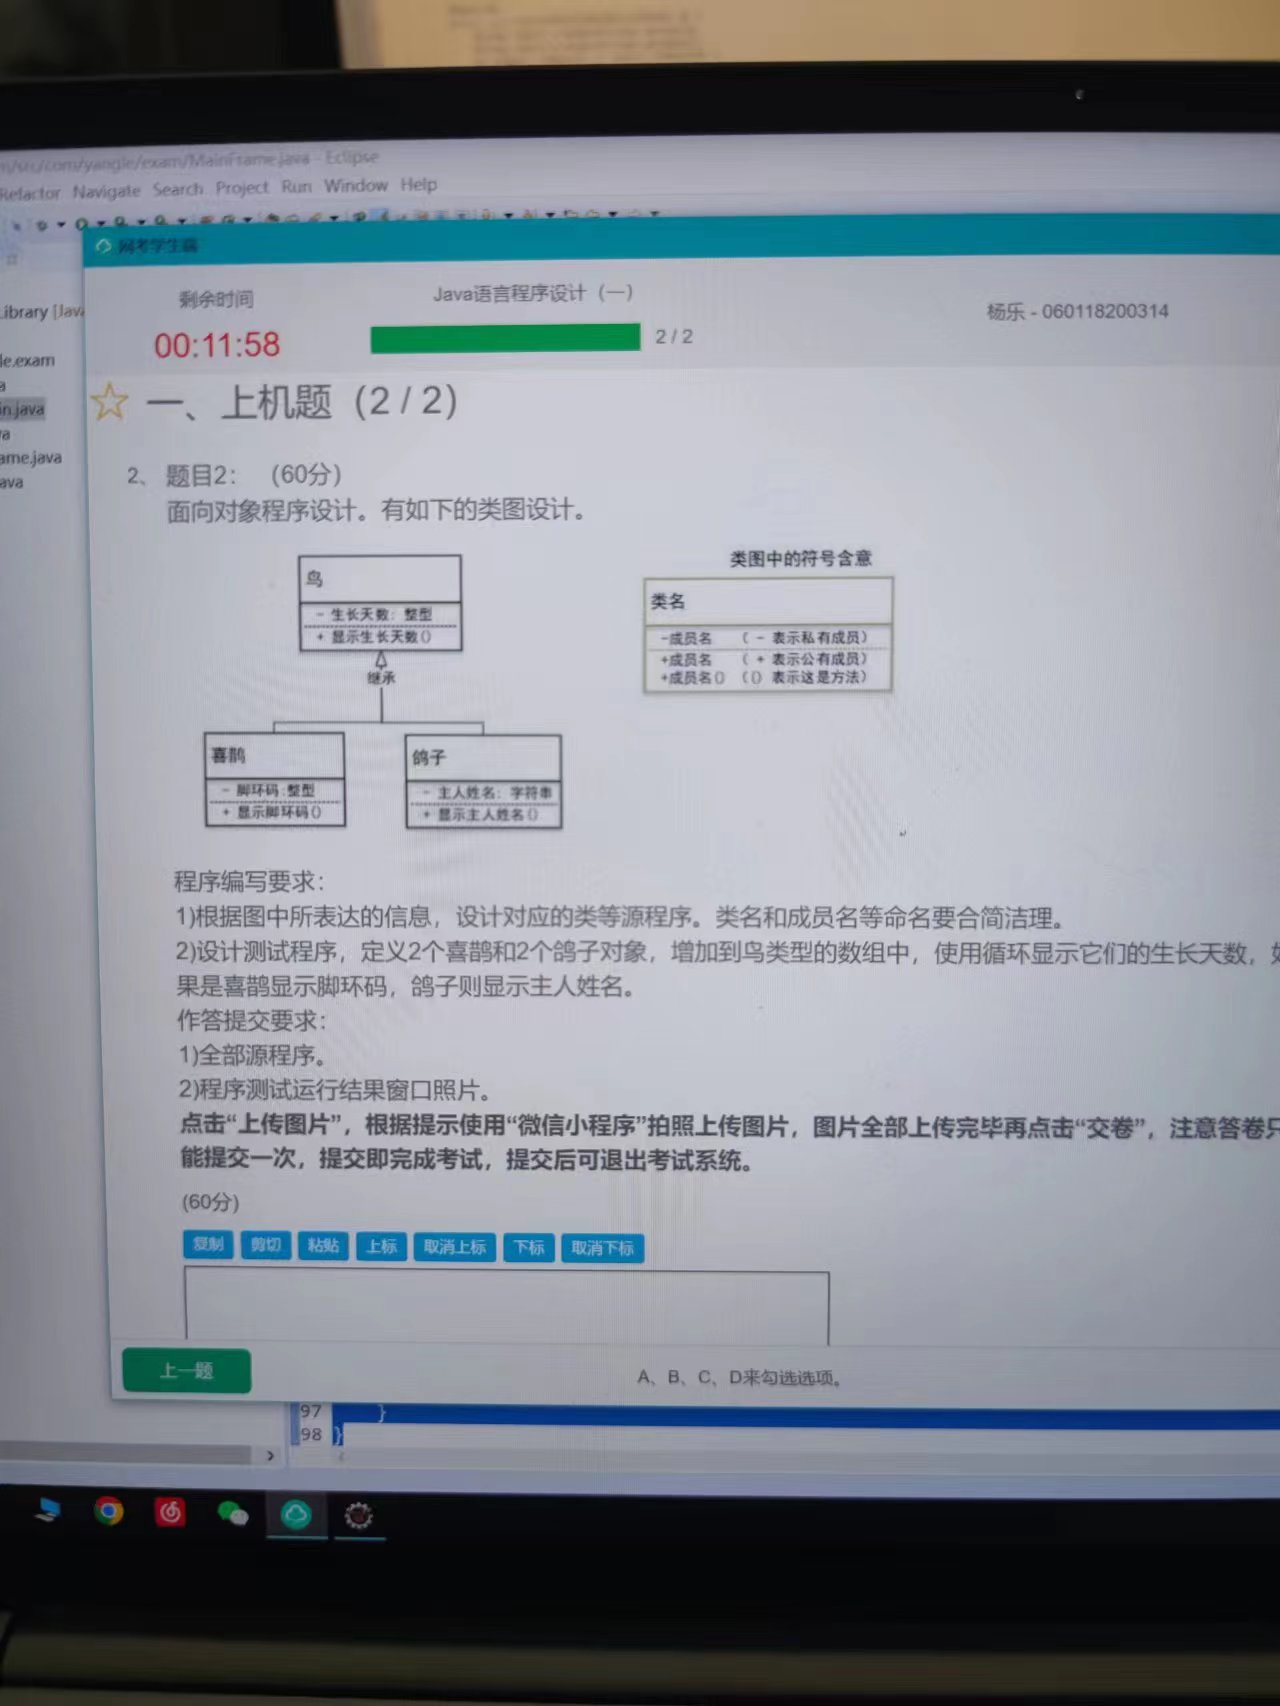 m/src/com/yangle/exam/MainFrame.java - Eclipse
Refactor Navigate Search Project Run Window Help
网考学生端
剩余时间
Java语言程序设计（一）
杨乐 - 060118200314
00:11:58
2 / 2
Library [Java
le.exam
a
in.java
va
ame.java
ava
一、上机题（2 / 2）
2、 题目2： （60分）
面向对象程序设计。有如下的类图设计。
鸟
- 生长天数：整型
+ 显示生长天数()
继承
喜鹊
- 脚环码:整型
+ 显示脚环码()
鸽子
- 主人姓名：字符串
+ 显示主人姓名()
类图中的符号含意
类名
-成员名 （ - 表示私有成员）
+成员名 （ + 表示公有成员）
+成员名() （() 表示这是方法）
程序编写要求：
1)根据图中所表达的信息，设计对应的类等源程序。类名和成员名等命名要合简洁理。
2)设计测试程序，定义2个喜鹊和2个鸽子对象，增加到鸟类型的数组中，使用循环显示它们的生长天数，如
果是喜鹊显示脚环码，鸽子则显示主人姓名。
作答提交要求：
1)全部源程序。
2)程序测试运行结果窗口照片。
点击“上传图片”，根据提示使用“微信小程序”拍照上传图片，图片全部上传完毕再点击“交卷”，注意答卷只
能提交一次，提交即完成考试，提交后可退出考试系统。
(60分)
复制 剪切 粘贴 上标 取消上标 下标 取消下标
上一题
A、B、C、D来勾选选项。
97 }
98 }